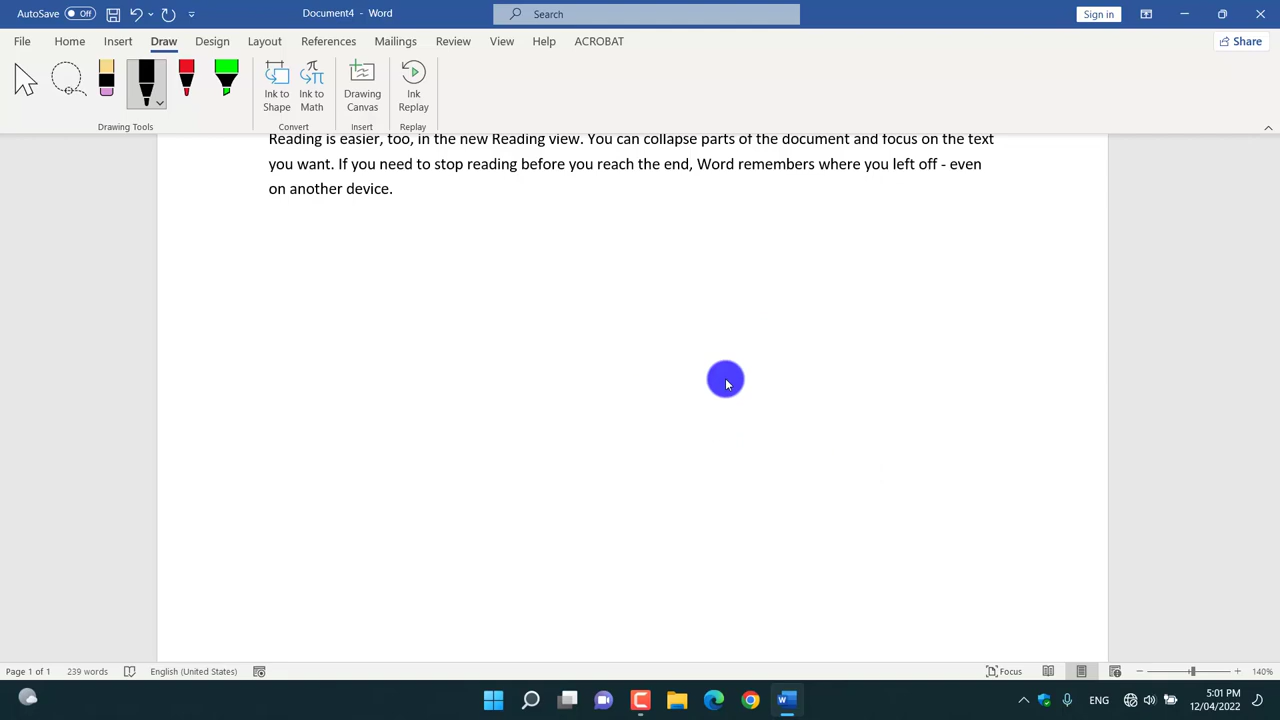 AutoSave Off Document4 - Word Search Sign in
File Home Insert Draw Design Layout References Mailings Review View Help ACROBAT Share
Ink to Shape
Ink to Math
Drawing Canvas
Ink Replay
Drawing Tools Convert Insert Replay
Reading is easier, too, in the new Reading view. You can collapse parts of the document and focus on the text
you want. If you need to stop reading before you reach the end, Word remembers where you left off - even
on another device.
Page 1 of 1 239 words English (United States) Focus 140%
ENG 5:01 PM
12/04/2022